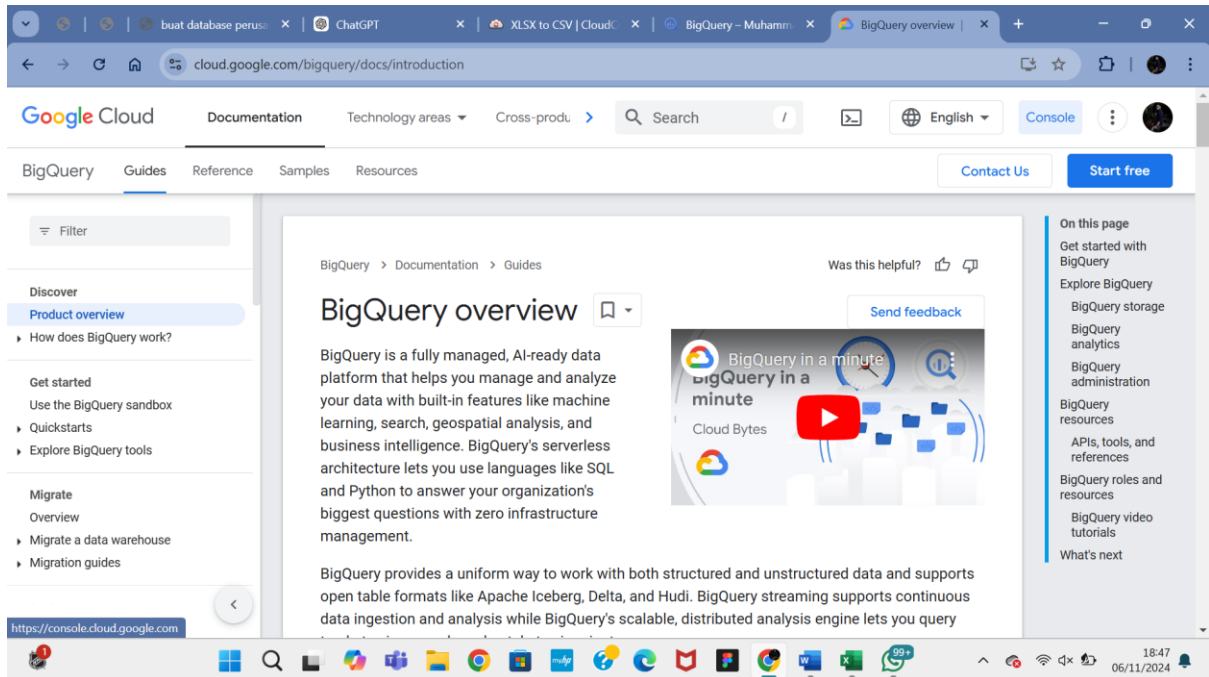 buat database perusa
ChatGPT
XLSX to CSV | CloudC
BigQuery – Muhamm
BigQuery overview |
cloud.google.com/bigquery/docs/introduction
Google Cloud
Documentation
Technology areas
Cross-produ
Search
/
English
Console
BigQuery
Guides
Reference
Samples
Resources
Contact Us
Start free
Filter
Discover
Product overview
How does BigQuery work?
Get started
Use the BigQuery sandbox
Quickstarts
Explore BigQuery tools
Migrate
Overview
Migrate a data warehouse
Migration guides
https://console.cloud.google.com
BigQuery > Documentation > Guides
Was this helpful?
BigQuery overview
Send feedback
BigQuery is a fully managed, AI-ready data
platform that helps you manage and analyze
your data with built-in features like machine
learning, search, geospatial analysis, and
business intelligence. BigQuery's serverless
architecture lets you use languages like SQL
and Python to answer your organization's
biggest questions with zero infrastructure
management.
BigQuery in a minute
BigQuery in a
minute
Cloud Bytes
BigQuery provides a uniform way to work with both structured and unstructured data and supports
open table formats like Apache Iceberg, Delta, and Hudi. BigQuery streaming supports continuous
data ingestion and analysis while BigQuery's scalable, distributed analysis engine lets you query
On this page
Get started with
BigQuery
Explore BigQuery
BigQuery storage
BigQuery
analytics
BigQuery
administration
BigQuery
resources
APIs, tools, and
references
BigQuery roles and
resources
BigQuery video
tutorials
What's next
99+
18:47
06/11/2024